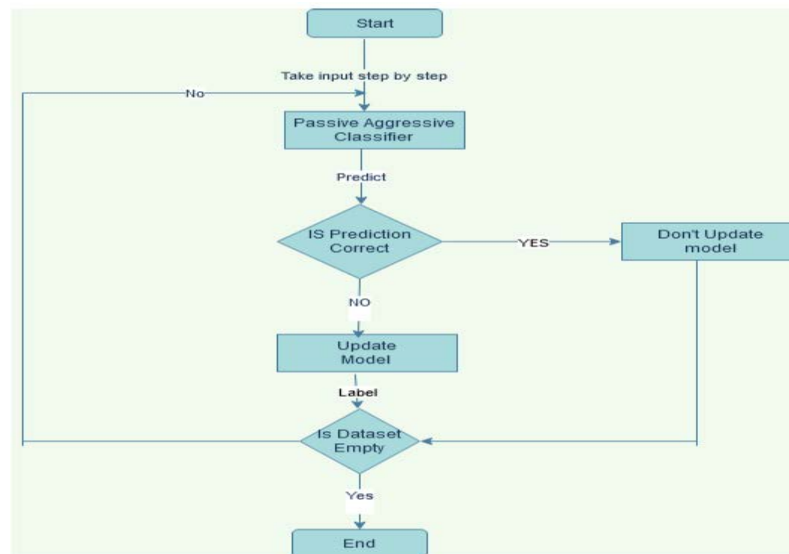 Start
Take input step by step
No
Passive Aggressive
Classifier
Predict
IS Prediction
Correct
YES
Don't Update
model
NO
Update
Model
Label
Is Dataset
Empty
Yes
End